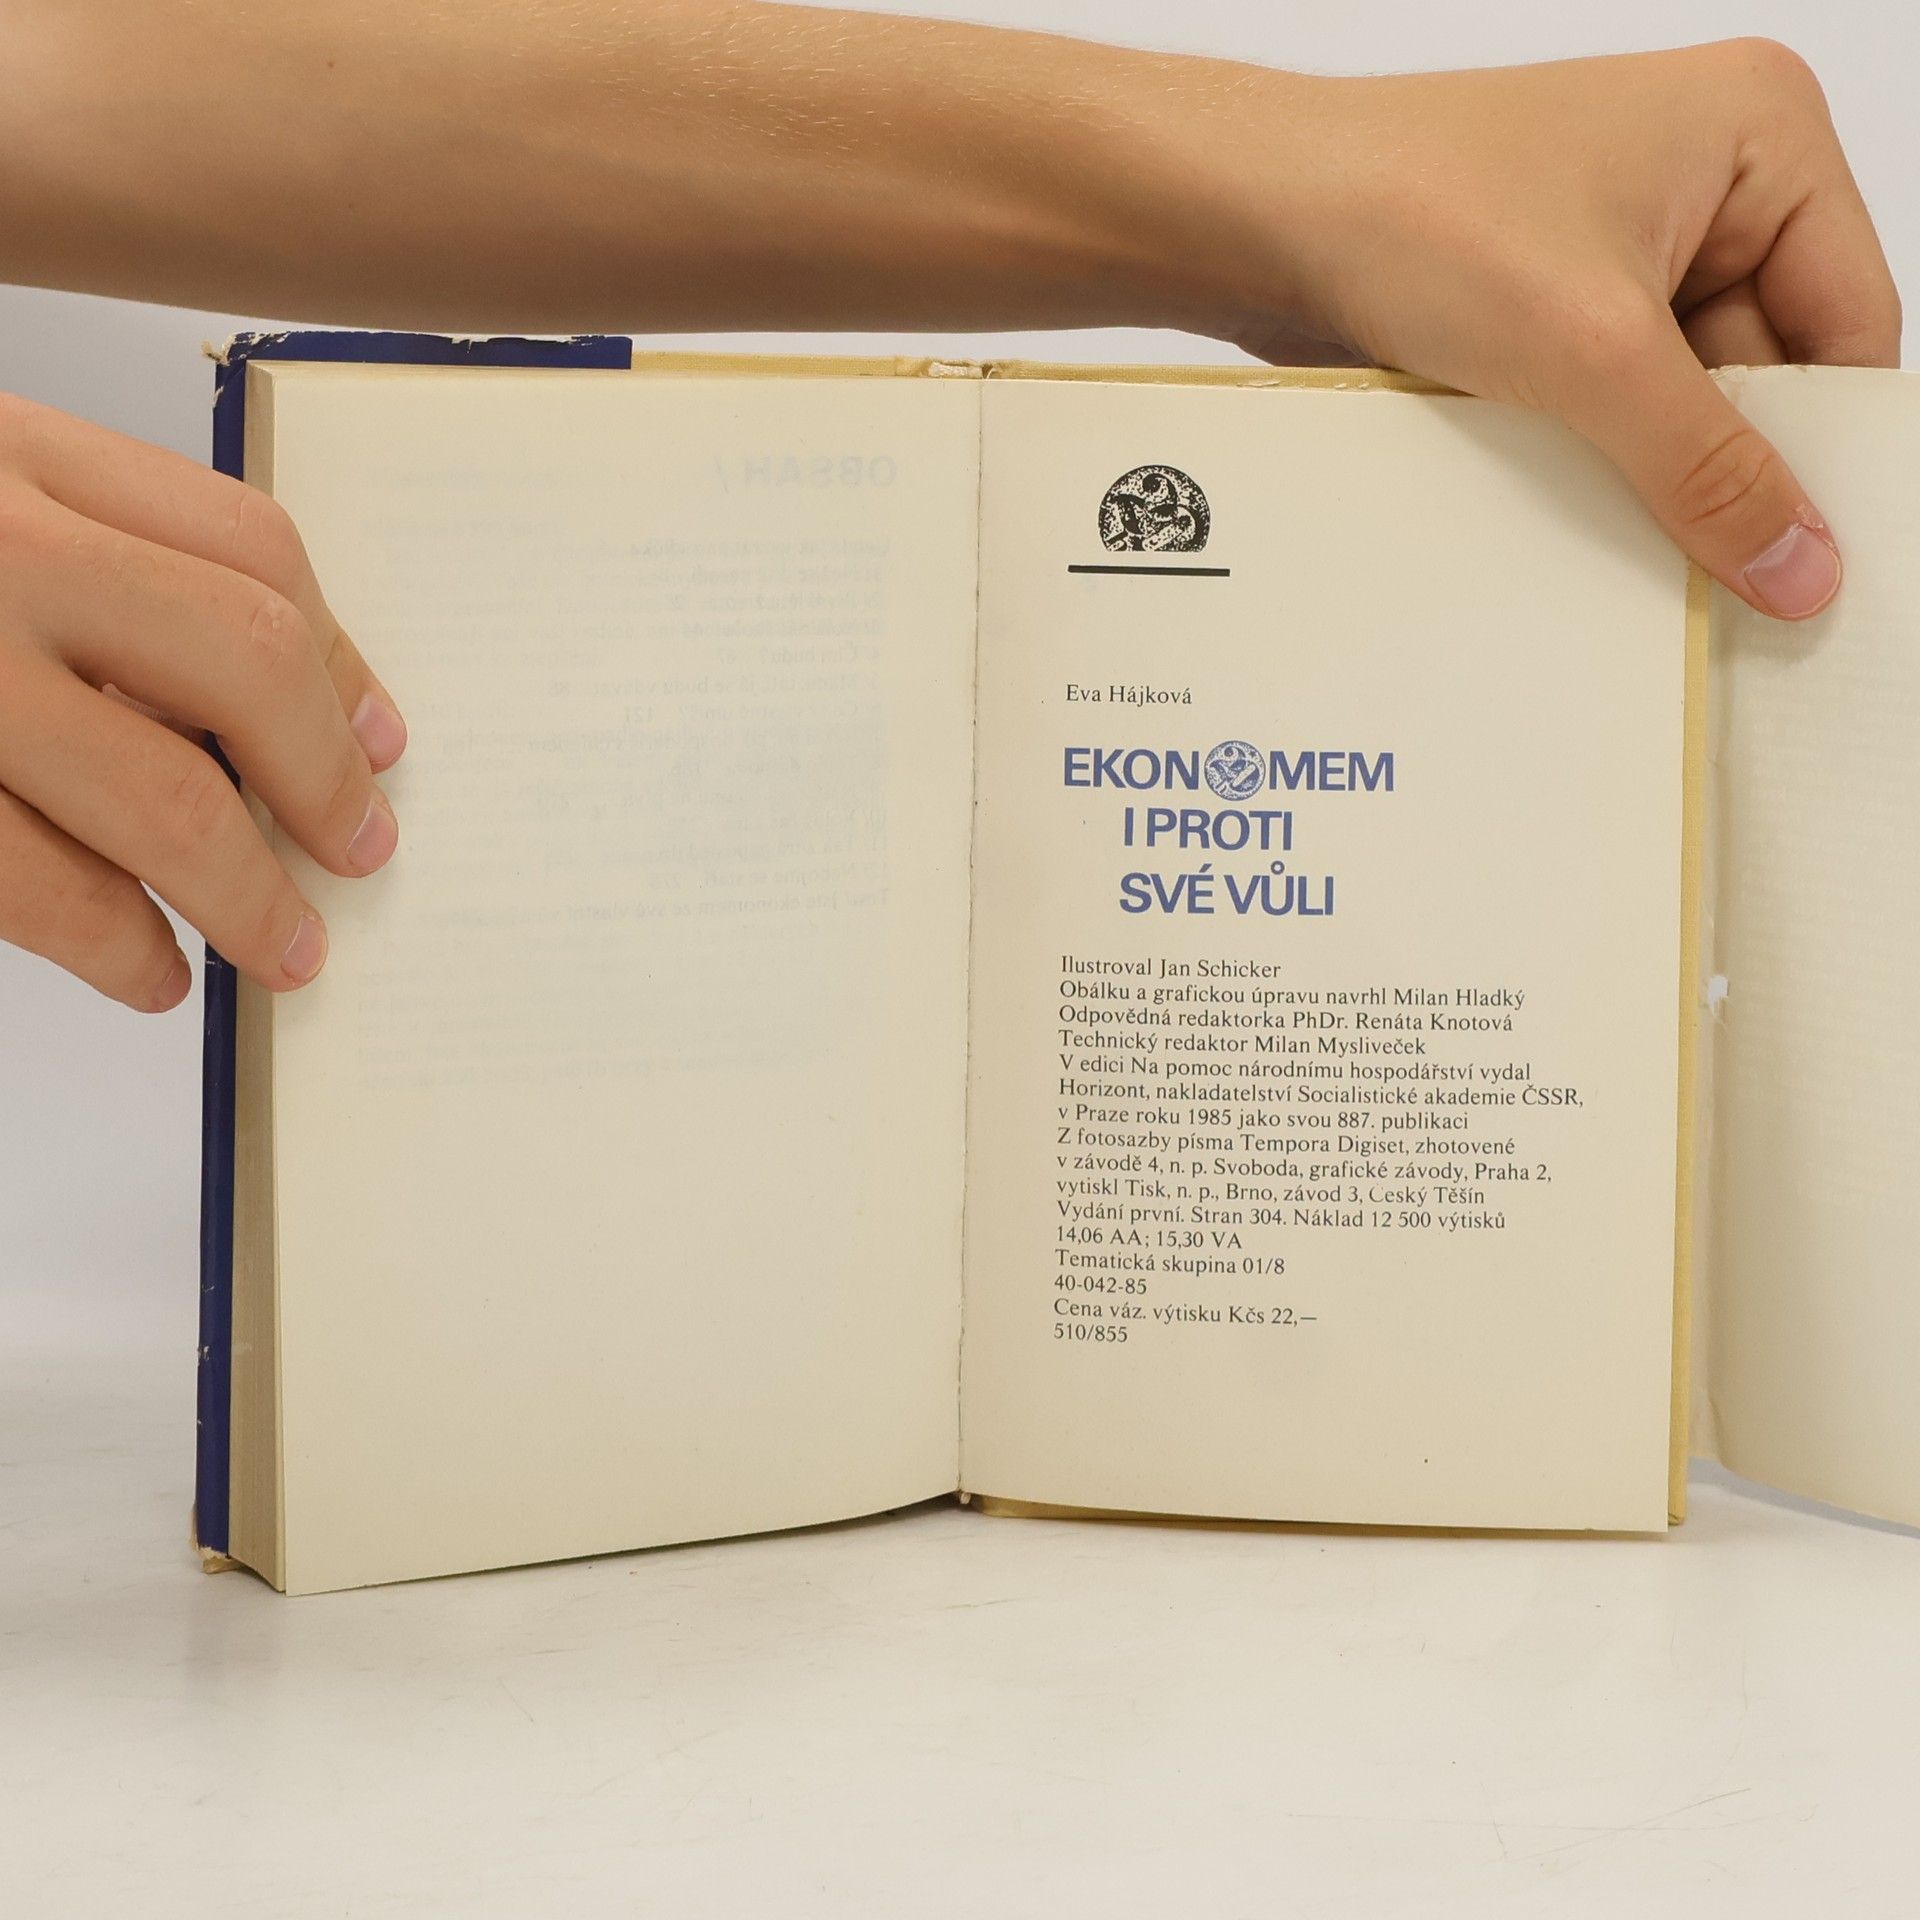 OBSAH /
Eva Hájková
EKONOMEM
I PROTI
SVÉ VŮLI
Ilustroval Jan Schicker
Obálku a grafickou úpravu navrhl Milan Hladký
Odpovědná redaktorka PhDr. Renáta Knotová
Technický redaktor Milan Mysliveček
V edici Na pomoc národnímu hospodářství vydal
Horizont, nakladatelství Socialistické akademie ČSSR,
v Praze roku 1985 jako svou 887. publikaci
Z fotosazby písma Tempora Digiset, zhotovené
v závodě 4, n. p. Svoboda, grafické závody, Praha 2,
vytiskl Tisk, n. p., Brno, závod 3, Český Těšín
Vydání první. Stran 304. Náklad 12 500 výtisků
14,06 AA; 15,30 VA
Tematická skupina 01/8
40-042-85
Cena váz. výtisku Kčs 22,—
510/855